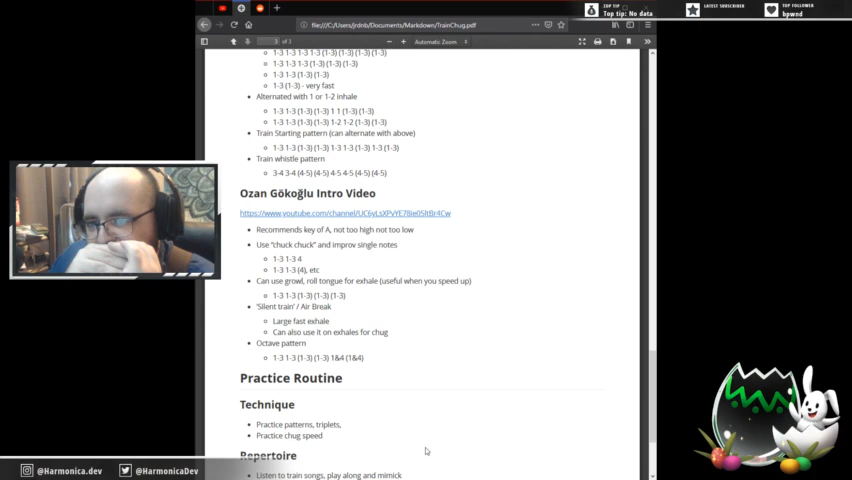 file:///C:/Users/jrdnb/Documents/Markdown/TrainChug.pdf
TOP TIP
Top tip: No data
LATEST SUBSCRIBER
TOP FOLLOWER
bpwnd
3 of 3
Automatic Zoom
1-3 1-3 1-3 1-3 (1-3) (1-3) (1-3) (1-3)
1-3 1-3 1-3 (1-3) (1-3) (1-3)
1-3 1-3 (1-3) (1-3)
1-3 (1-3) - very fast
Alternated with 1 or 1-2 inhale
1-3 1-3 (1-3) (1-3) 1 1 (1-3) (1-3)
1-3 1-3 (1-3) (1-3) 1-2 1-2 (1-3) (1-3)
Train Starting pattern (can alternate with above)
1-3 1-3 (1-3) (1-3) 1-3 1-3 (1-3) 1-3 (1-3)
Train whistle pattern
3-4 3-4 (4-5) (4-5) 4-5 4-5 (4-5) (4-5)
Ozan Gökoğlu Intro Video
Recommends key of A, not too high not too low
Use “chuck chuck” and improv single notes
1-3 1-3 4
1-3 1-3 (4), etc
Can use growl, roll tongue for exhale (useful when you speed up)
1-3 1-3 (1-3) (1-3) (1-3)
‘Silent train’ / Air Break
Large fast exhale
Can also use it on exhales for chug
Octave pattern
1-3 1-3 (1-3) (1-3) 1&4 (1&4)
Practice Routine
Technique
Practice patterns, triplets,
Practice chug speed
Repertoire
Listen to train songs, play along and mimick
@Harmonica.dev
@HarmonicaDev